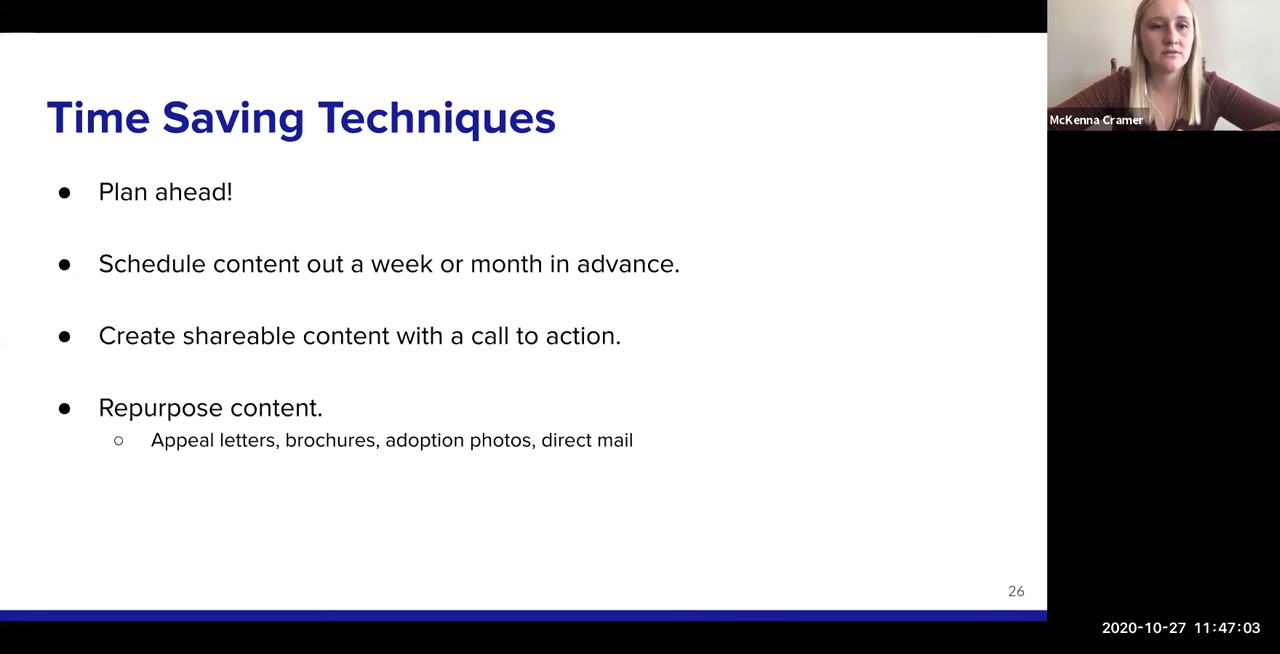 Time Saving Techniques
● Plan ahead!
● Schedule content out a week or month in advance.
● Create shareable content with a call to action.
● Repurpose content.
○ Appeal letters, brochures, adoption photos, direct mail
26
McKenna Cramer
2020-10-27 11:47:03